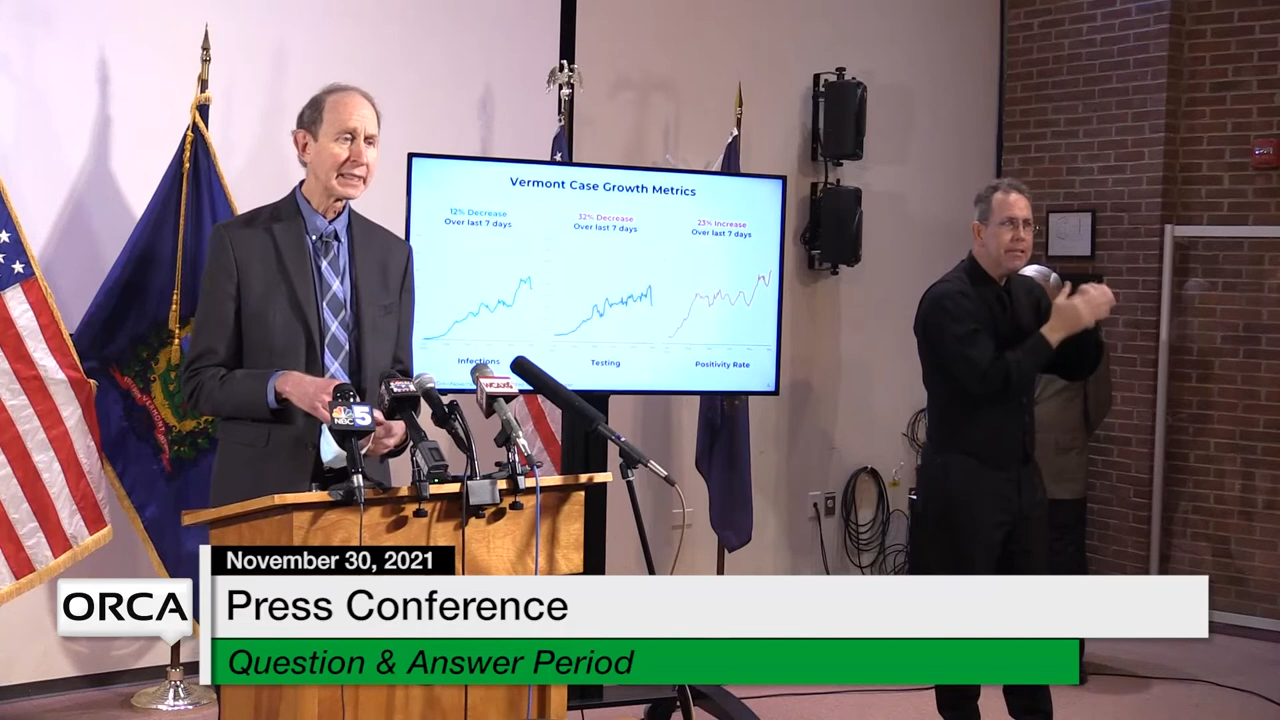 Vermont Case Growth Metrics
12% Decrease
Over last 7 days
32% Decrease
Over last 7 days
23% Increase
Over last 7 days
Infections
Testing
Positivity Rate
NBC 5
WCAX
November 30, 2021
ORCA
Press Conference
Question & Answer Period